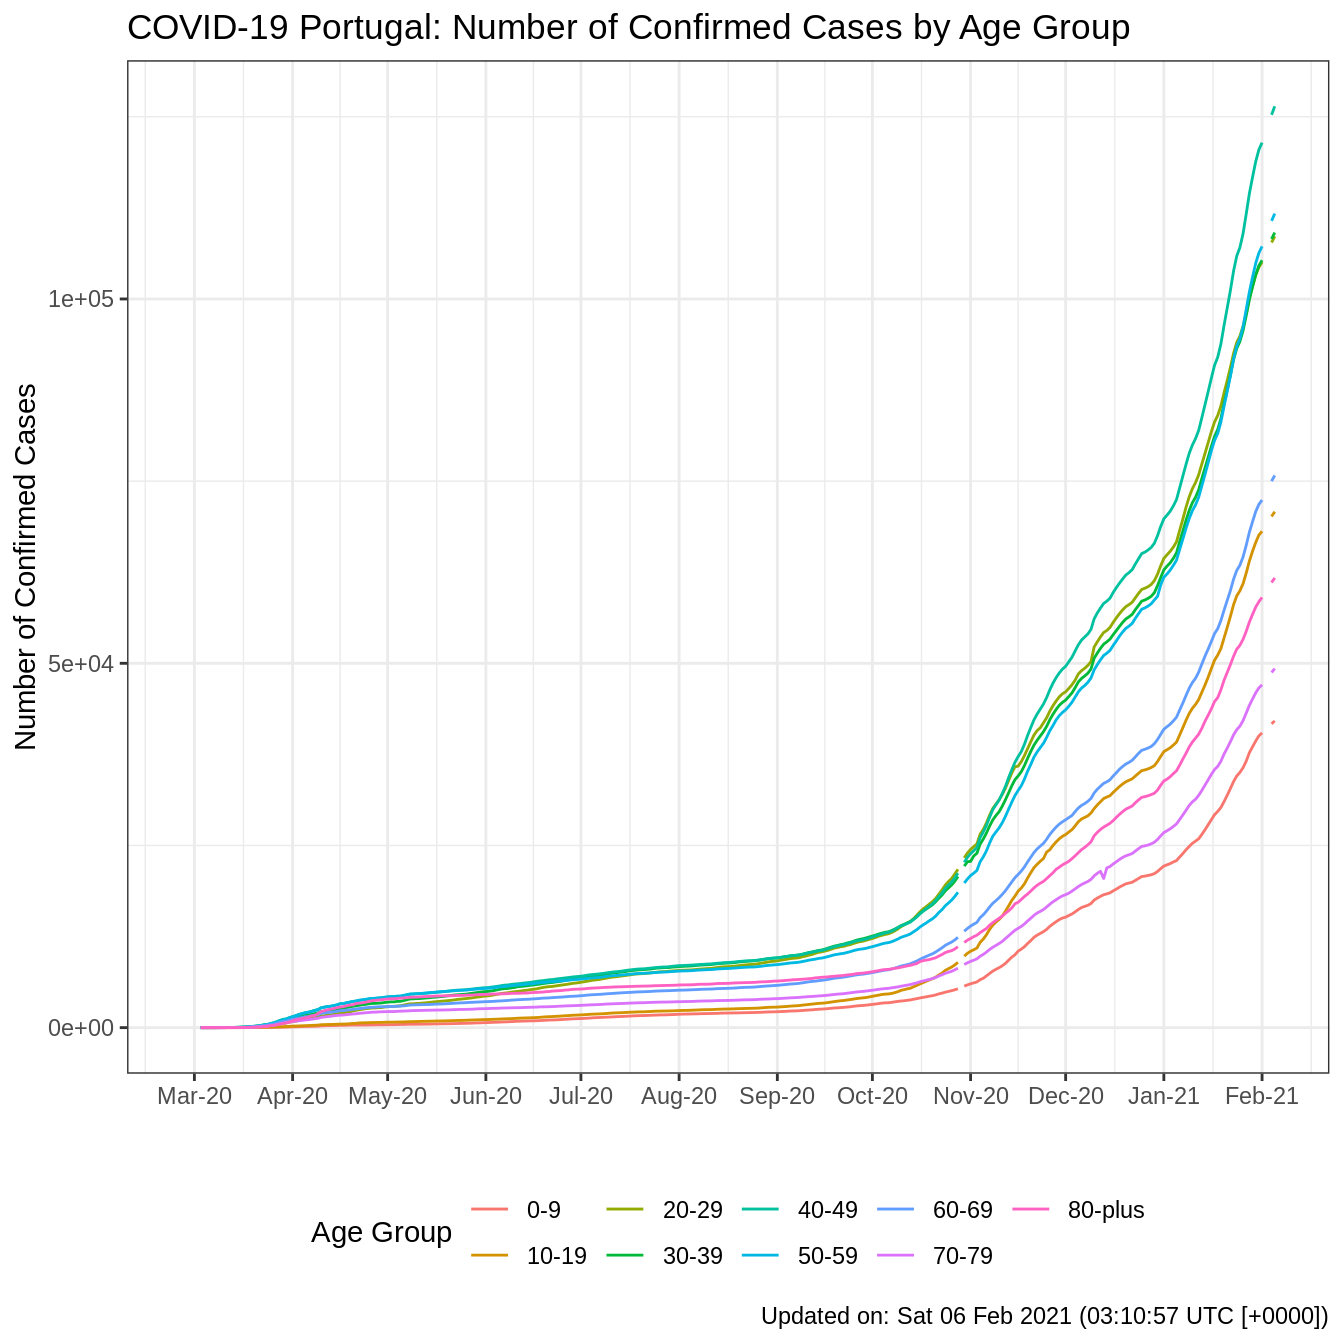 COVID-19 Portugal: Number of Confirmed Cases by Age Group
Number of Confirmed Cases
1e+05
5e+04
0e+00
Mar-20 Apr-20 May-20 Jun-20 Jul-20 Aug-20 Sep-20 Oct-20 Nov-20 Dec-20 Jan-21 Feb-21
Age Group
0-9 20-29 40-49 60-69 80-plus
10-19 30-39 50-59 70-79
Updated on: Sat 06 Feb 2021 (03:10:57 UTC [+0000])